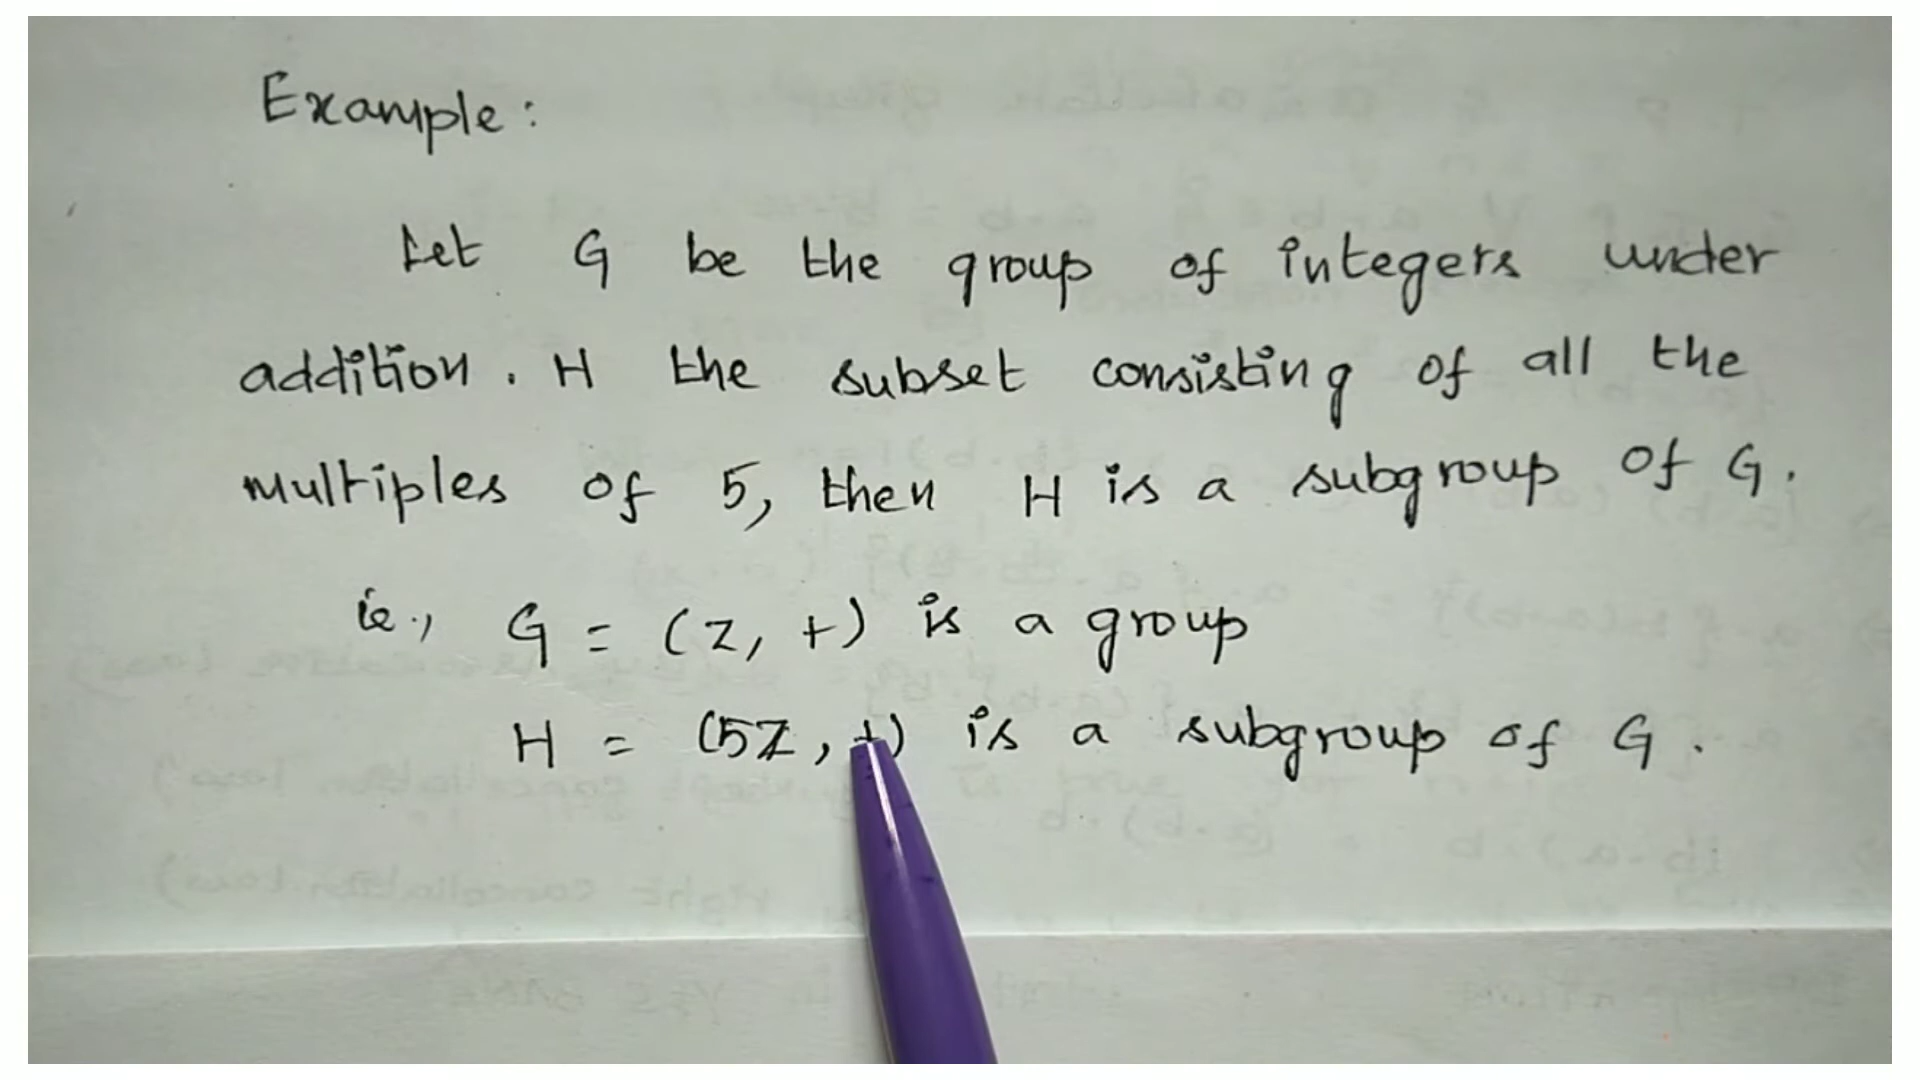 Example:
Let G be the group of integers under
addition. H the subset consisting of all the
multiples of 5, then H is a subgroup of G.
ie., G = (Z, +) is a group
H = (5Z, +) is a subgroup of G.